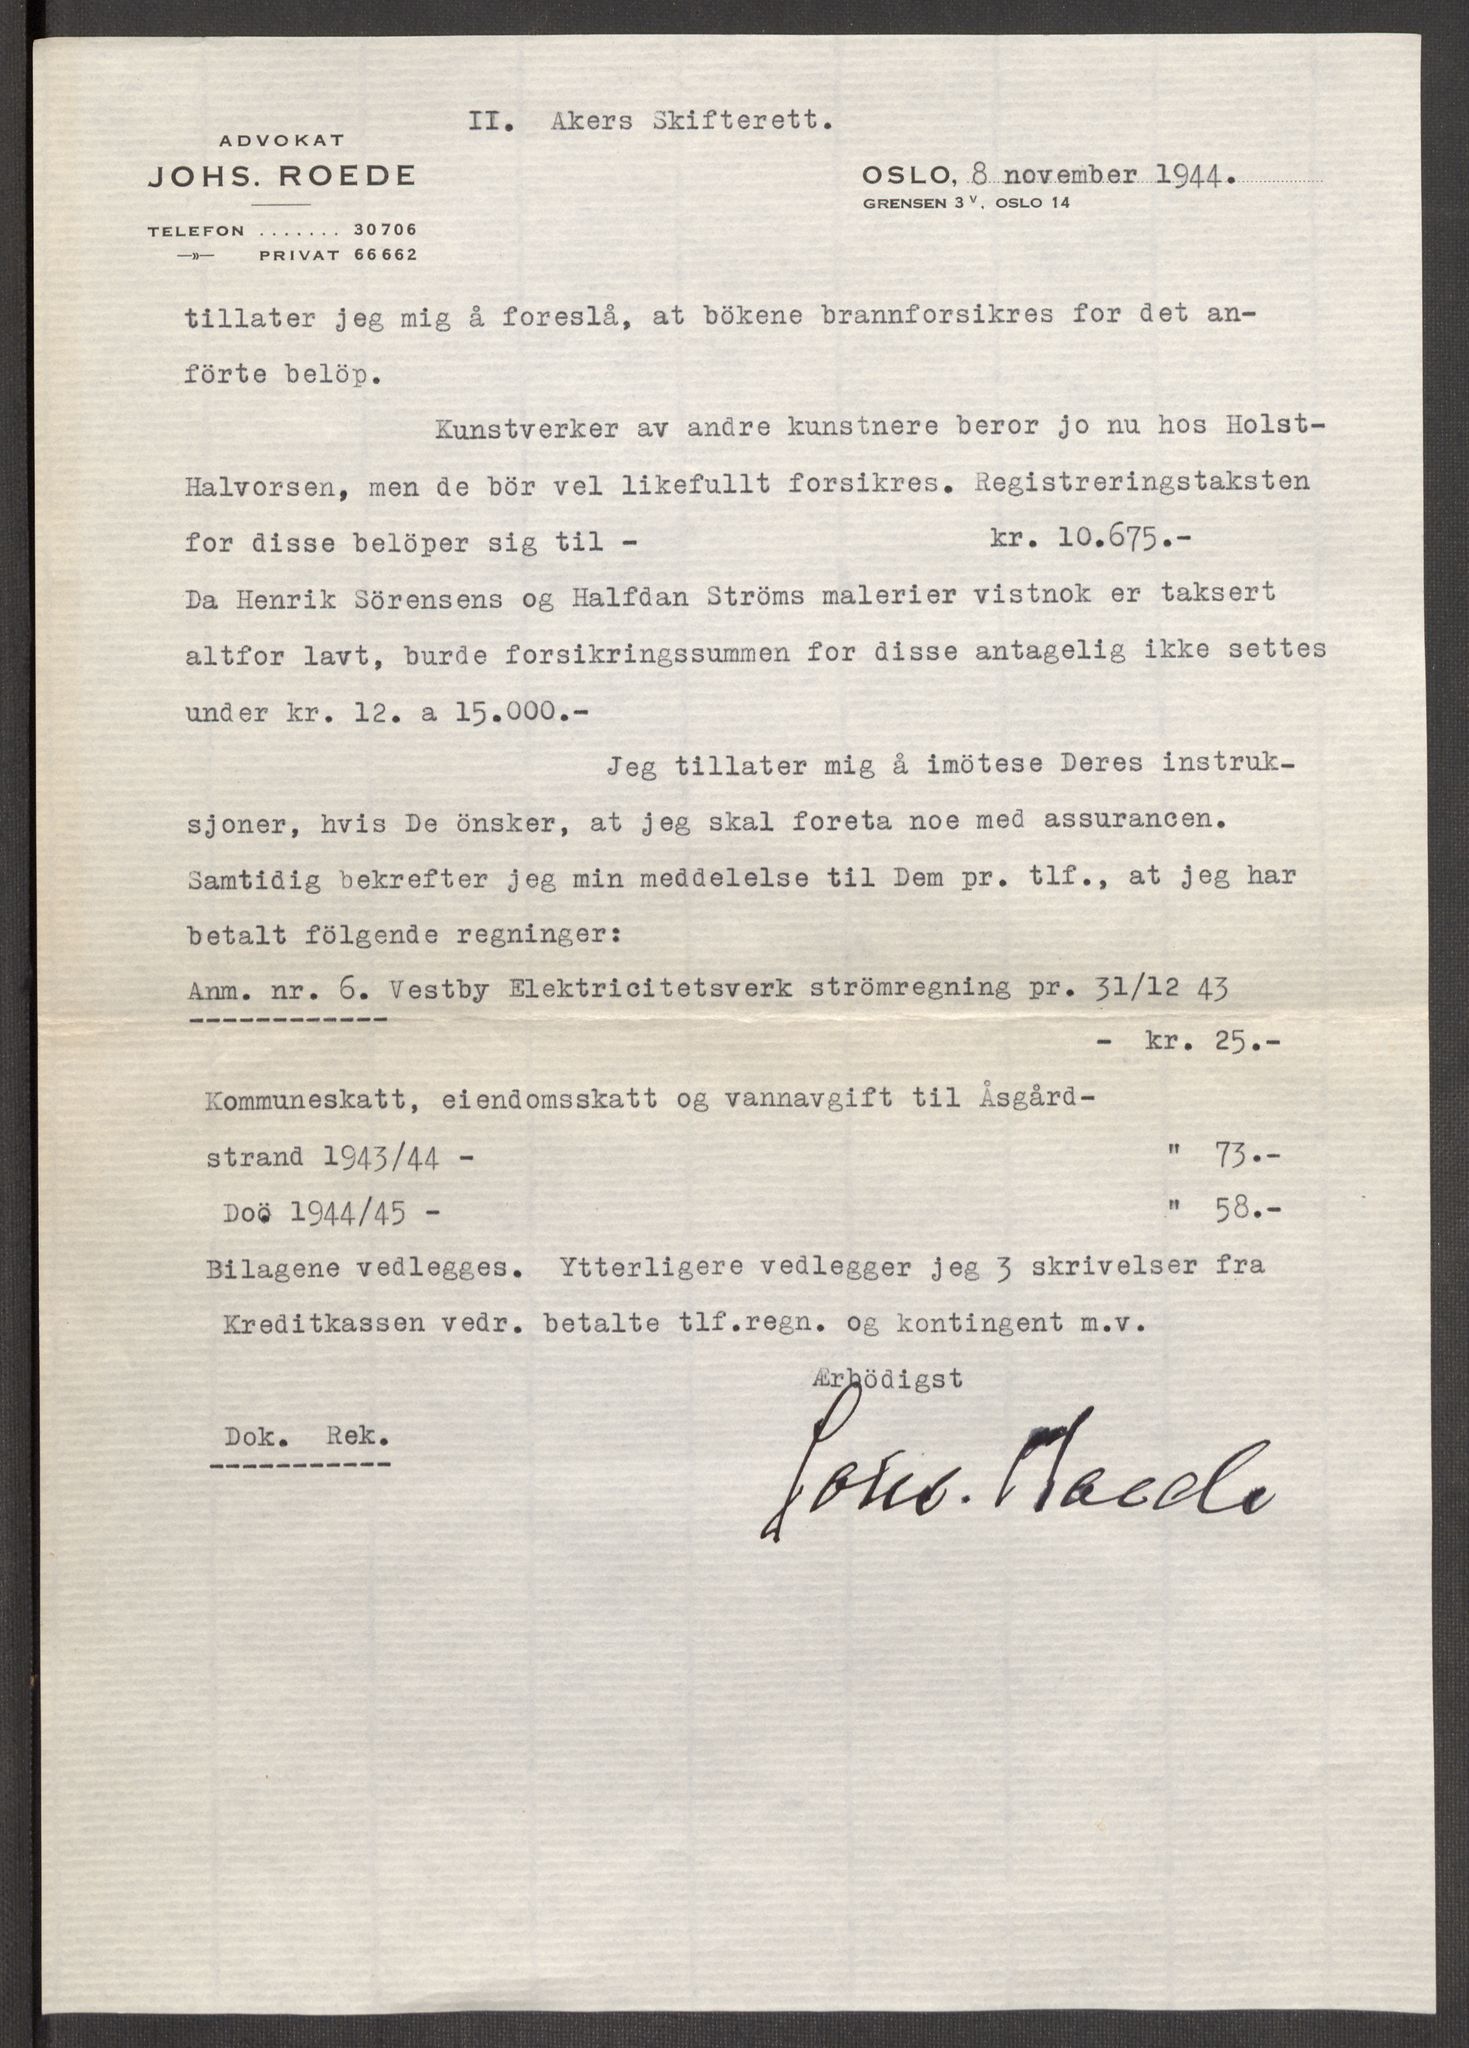 II. Akers Skifterett.
ADVOKAT
JOHS. ROEDE
TELEFON ....... 30706
—»— PRIVAT 66662
OSLO, 8 november 1944.
GRENSEN 3 V, OSLO 14
tillater jeg mig å foreslå, at bökene brannforsikres for det an-
förte belöp.
Kunstverker av andre kunstnere beror jo nu hos Holst-
Halvorsen, men de bör vel likefullt forsikres. Registreringstaksten
for disse belöper sig til - kr. 10.675.-
Da Henrik Sörensens og Halfdan Ströms malerier vistnok er taksert
altfor lavt, burde forsikringssummen for disse antagelig ikke settes
under kr. 12. a 15.000.-
Jeg tillater mig å imötese Deres instruk-
sjoner, hvis De önsker, at jeg skal foreta noe med assurancen.
Samtidig bekrefter jeg min meddelelse til Dem pr. tlf., at jeg har
betalt fölgende regninger:
Anm. nr. 6. Vestby Elektricitetsverk strömregning pr. 31/12 43
- kr. 25.-
Kommuneskatt, eiendomsskatt og vannavgift til Åsgård-
strand 1943/44 - " 73.-
Doö 1944/45 - " 58.-
Bilagene vedlegges. Ytterligere vedlegger jeg 3 skrivelser fra
Kreditkassen vedr. betalte tlf.regn. og kontingent m.v.
Ærbödigst
Dok. Rek.
Johs. Roede